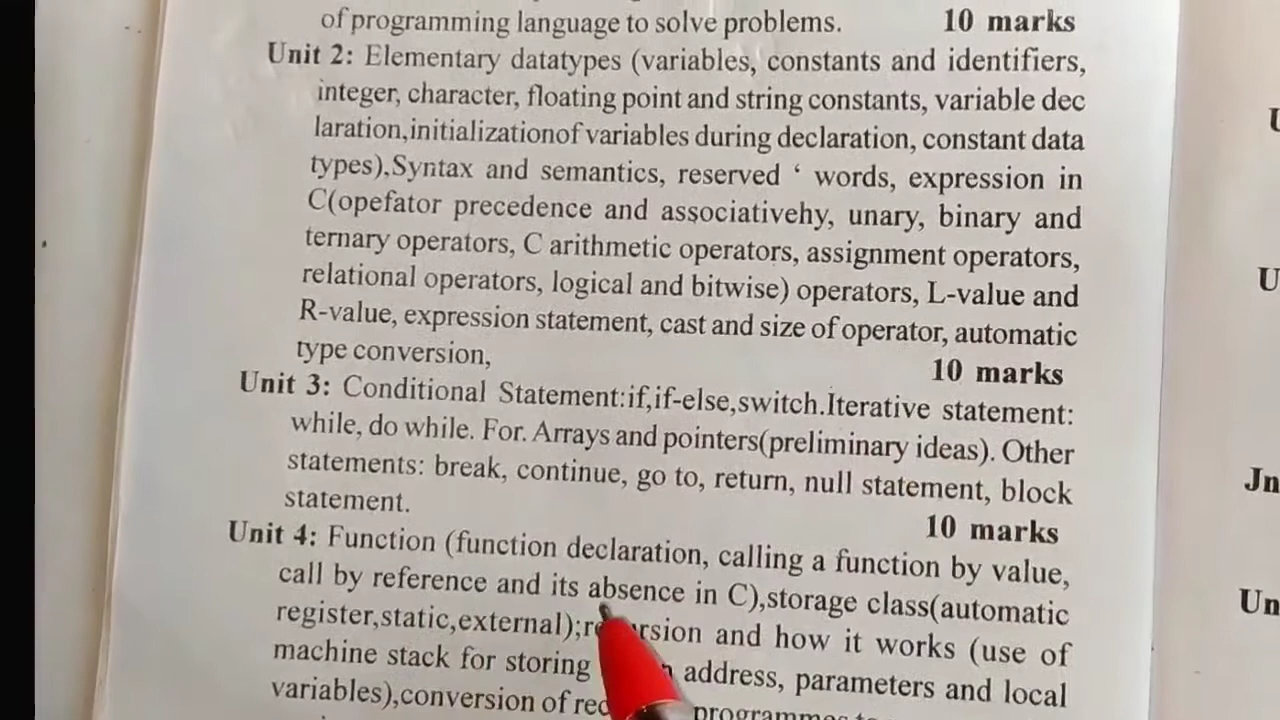 of programming language to solve problems. 10 marks
Unit 2: Elementary datatypes (variables, constants and identifiers,
integer, character, floating point and string constants, variable dec
laration,initializationof variables during declaration, constant data
types),Syntax and semantics, reserved ‘ words, expression in
C(opefator precedence and associativehy, unary, binary and
ternary operators, C arithmetic operators, assignment operators,
relational operators, logical and bitwise) operators, L-value and
R-value, expression statement, cast and size of operator, automatic
type conversion, 10 marks
Unit 3: Conditional Statement:if,if-else,switch.Iterative statement:
while, do while. For. Arrays and pointers(preliminary ideas). Other
statements: break, continue, go to, return, null statement, block
statement. 10 marks
Unit 4: Function (function declaration, calling a function by value,
call by reference and its absence in C),storage class(automatic
register,static,external); and how it works (use of
machine stack for storing address, parameters and local
variables),conversion of